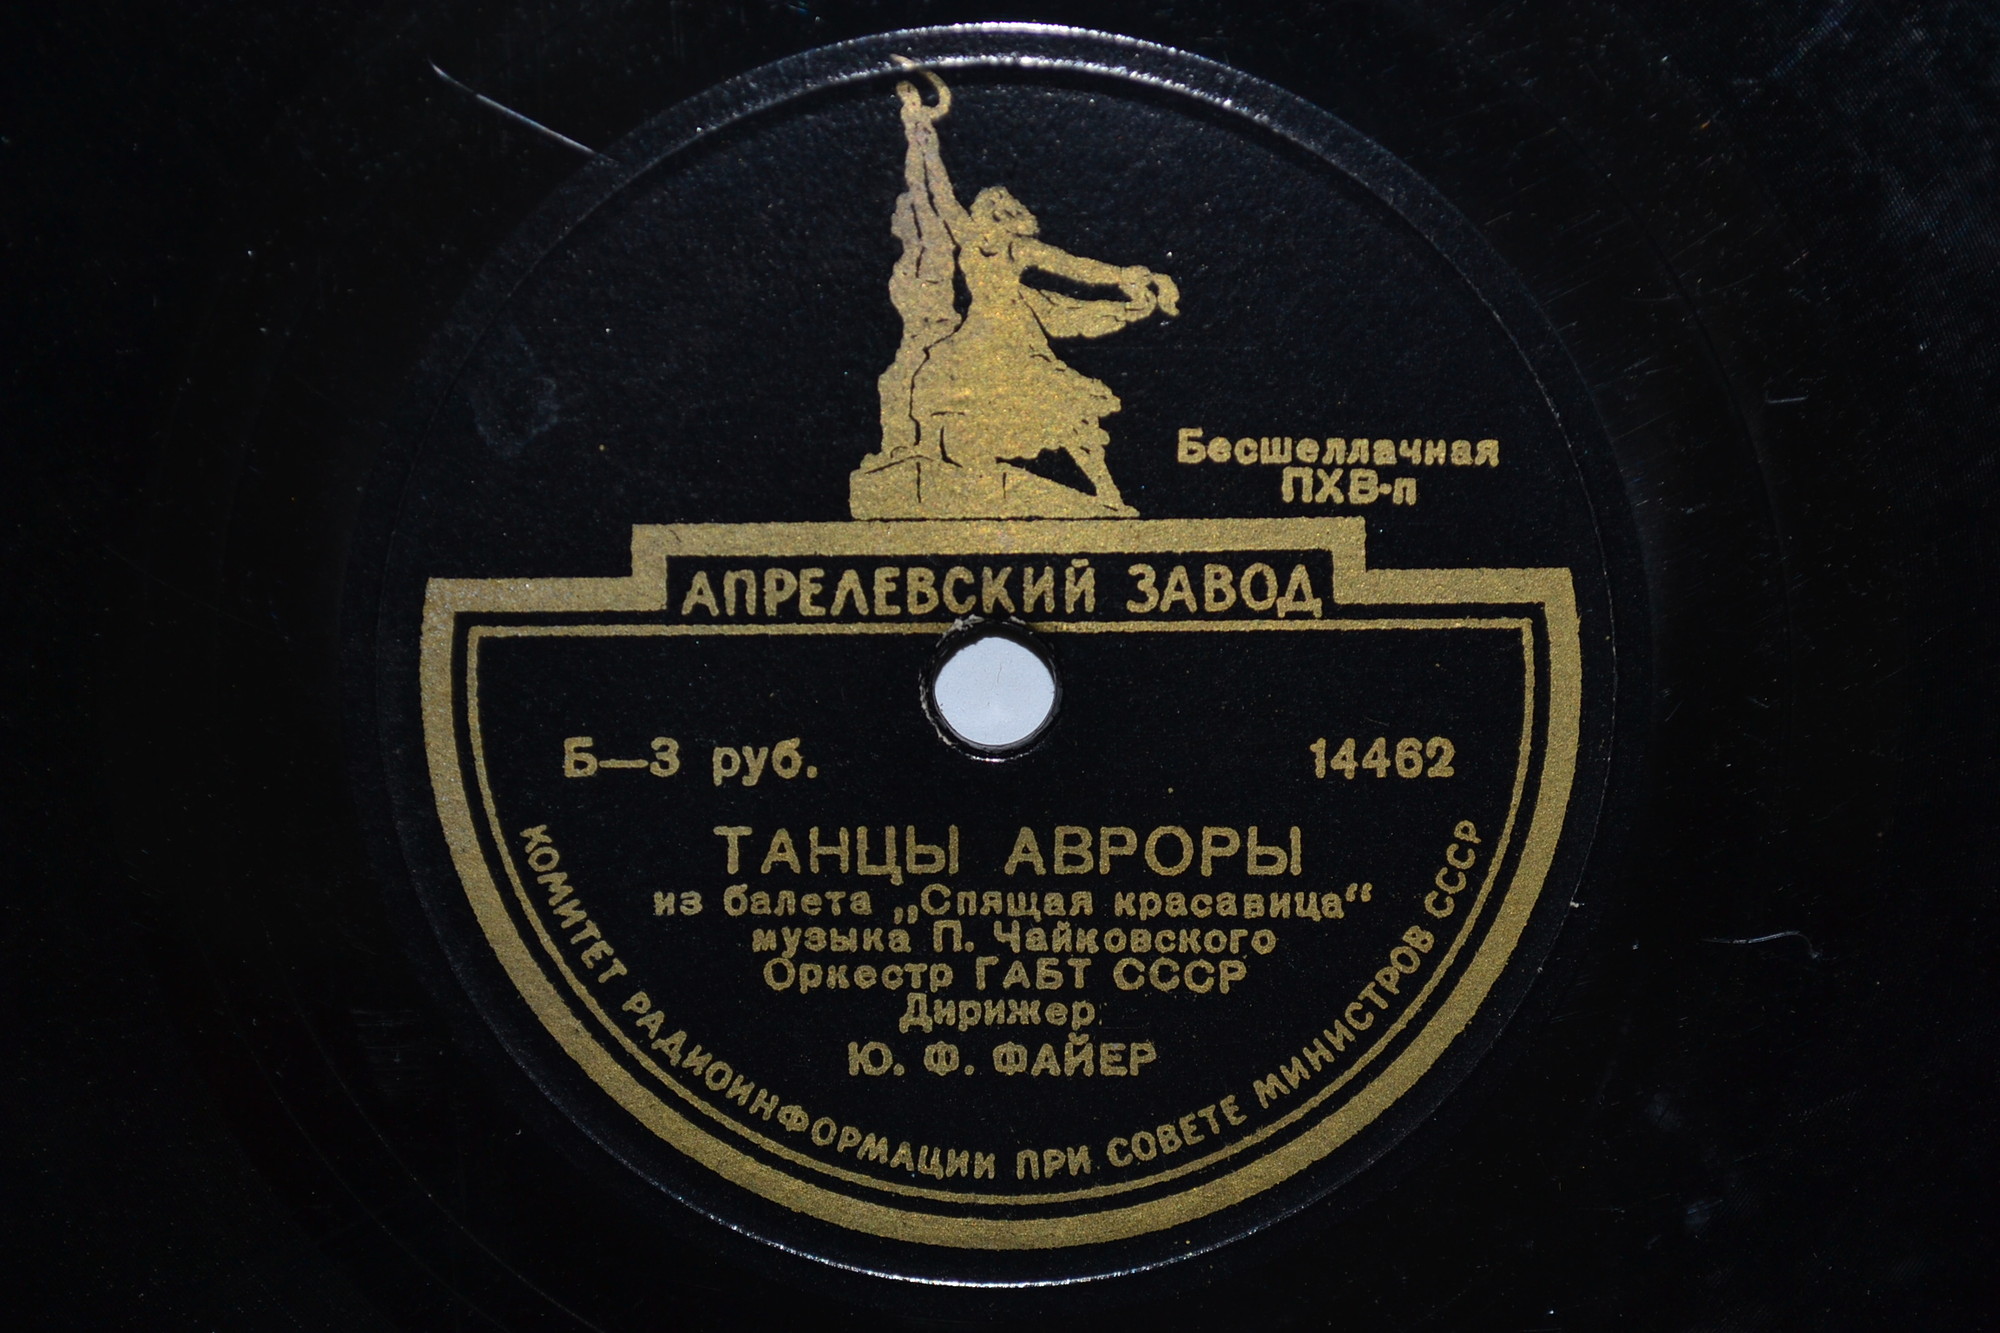 Бесшеллачная
ПХВ-п
АПРЕЛЕВСКИЙ ЗАВОД
Б—3 руб.
14462
ТАНЦЫ АВРОРЫ
из балета „Спящая красавица“
музыка П. Чайковского
Оркестр ГАБТ СССР
Дирижер
Ю. Ф. ФАЙЕР
КОМИТЕТ РАДИОИНФОРМАЦИИ ПРИ СОВЕТЕ МИНИСТРОВ СССР